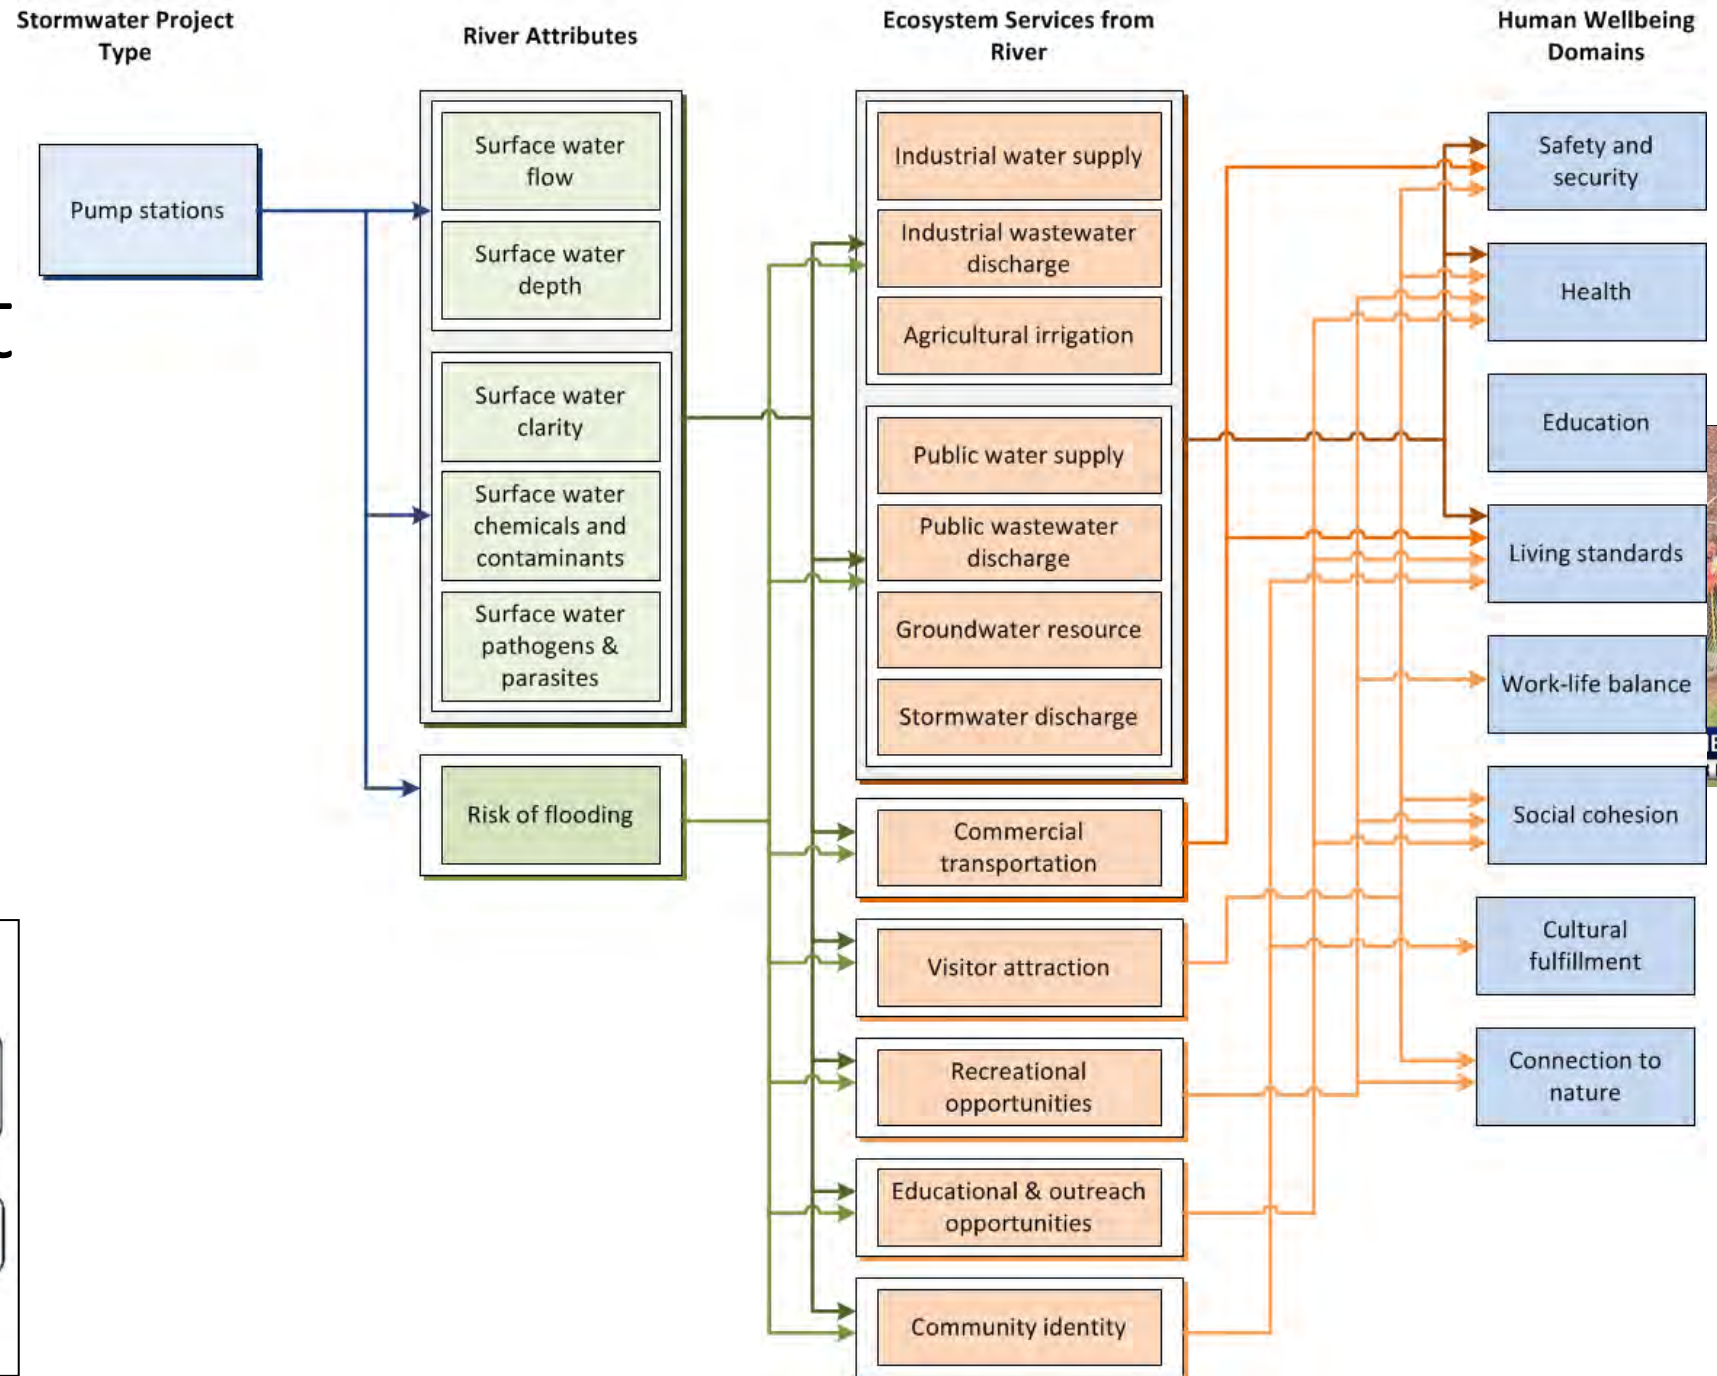 Stormwater Project
Type
River Attributes
Ecosystem Services from
River
Human Wellbeing
Domains
Pump stations
Surface water
flow
Surface water
depth
Surface water
clarity
Surface water
chemicals and
contaminants
Surface water
pathogens &
parasites
Risk of flooding
Industrial water supply
Industrial wastewater
discharge
Agricultural irrigation
Public water supply
Public wastewater
discharge
Groundwater resource
Stormwater discharge
Commercial
transportation
Visitor attraction
Recreational
opportunities
Educational & outreach
opportunities
Community identity
Safety and
security
Health
Education
Living standards
Work-life balance
Social cohesion
Cultural
fulfillment
Connection to
nature